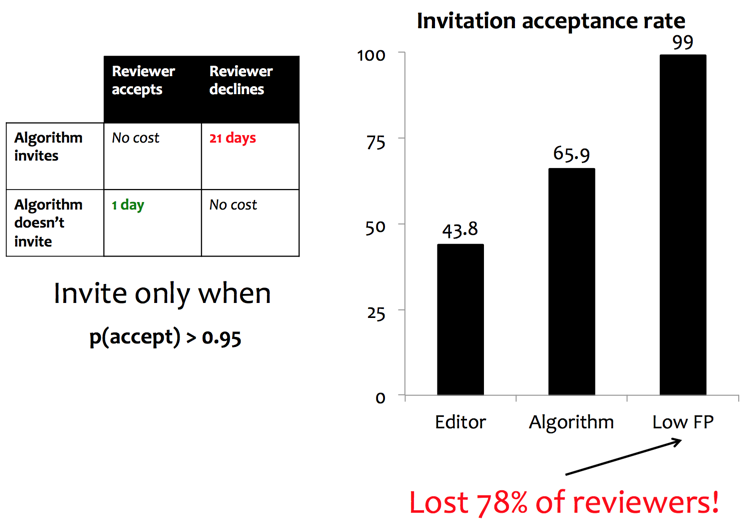 Invitation acceptance rate
Reviewer
accepts
Reviewer
declines
Algorithm
invites
No cost
21 days
Algorithm
doesn't
invite
1 day
No cost
Invite only when
p(accept) > 0.95
100
75
50
25
0
43.8
65.9
99
Editor
Algorithm
Low FP
Lost 78% of reviewers!